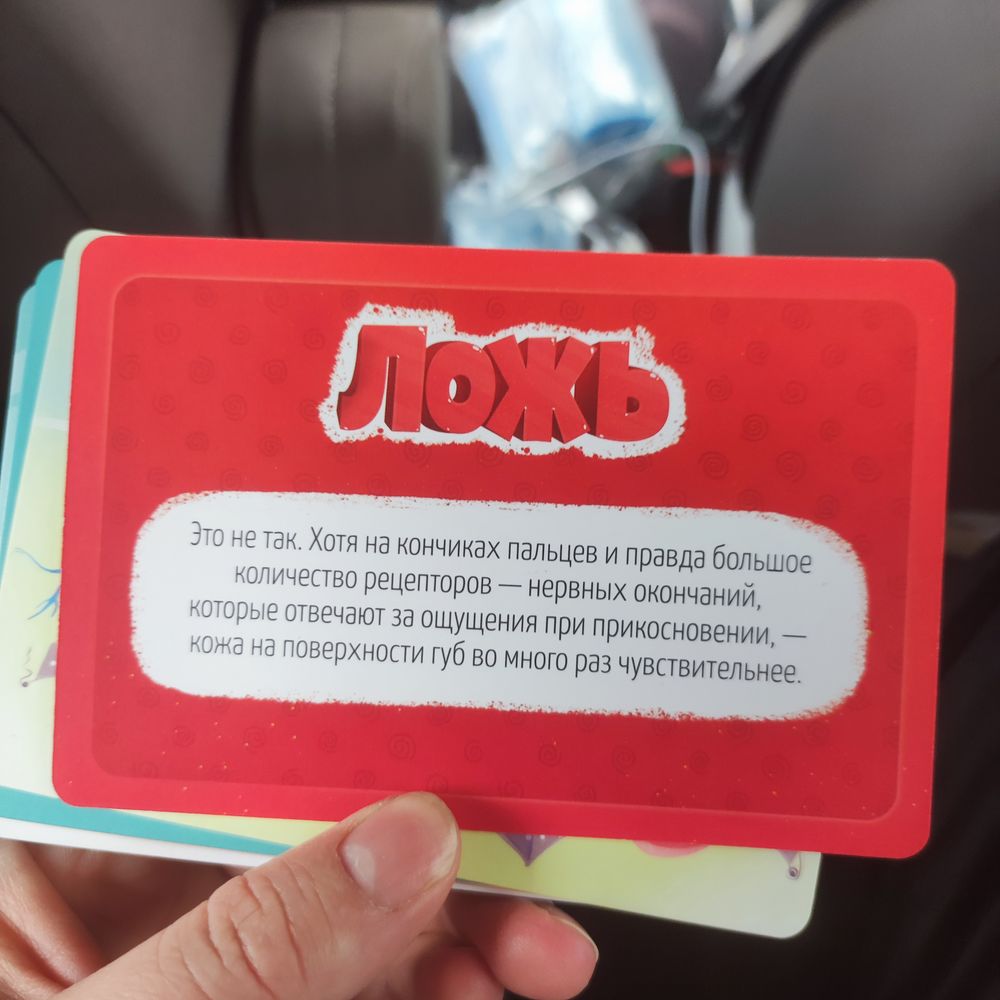 Ложь
Это не так. Хотя на кончиках пальцев и правда большое
количество рецепторов — нервных окончаний,
которые отвечают за ощущения при прикосновении, —
кожа на поверхности губ во много раз чувствительнее.